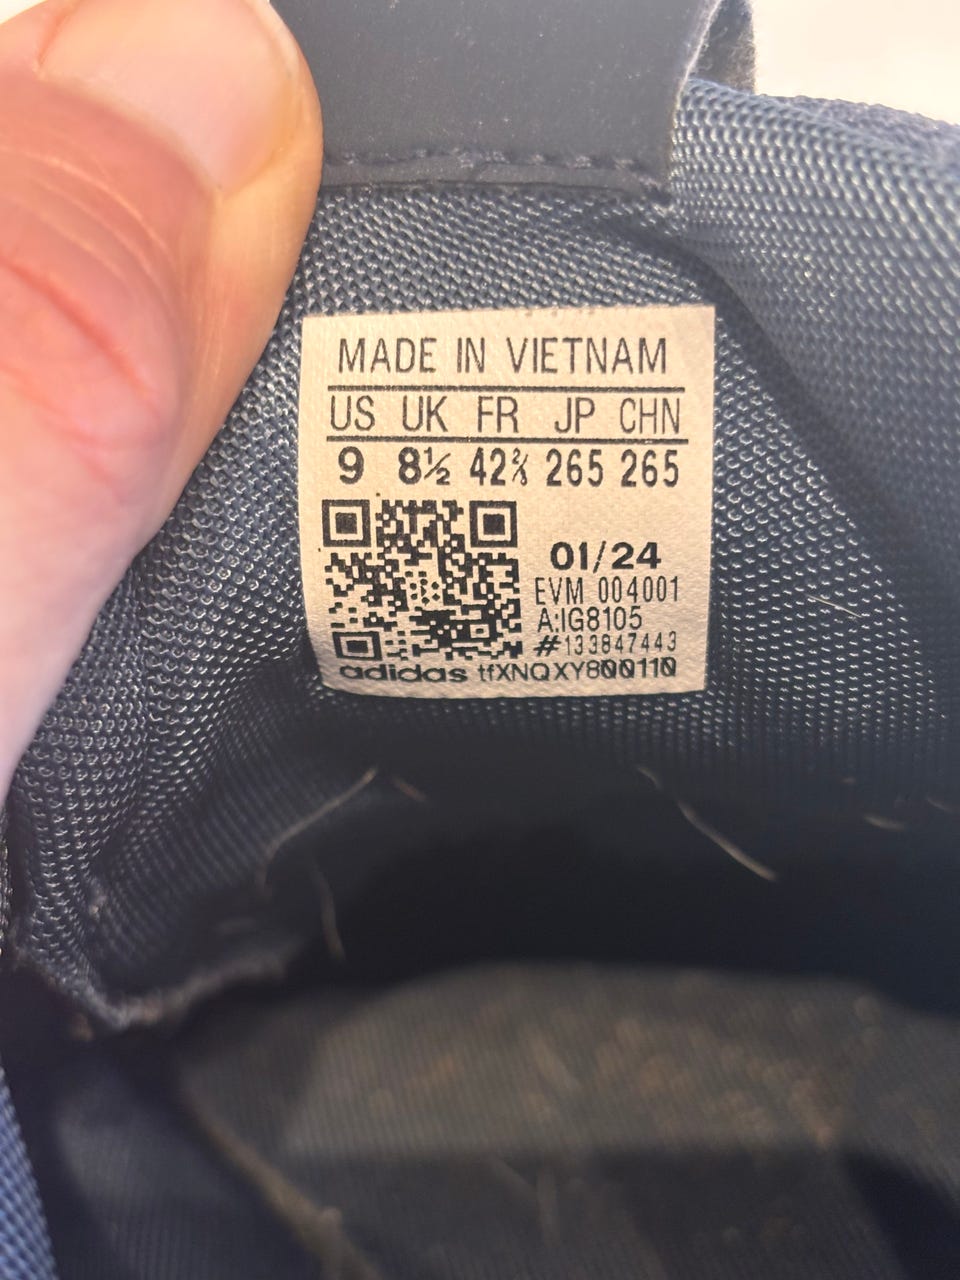 MADE IN VIETNAM
US UK FR JP CHN
9 8½ 42⅔ 265 265
01/24
EVM 004001
A:IG8105
#133847443
adidas tfXNQXY800110